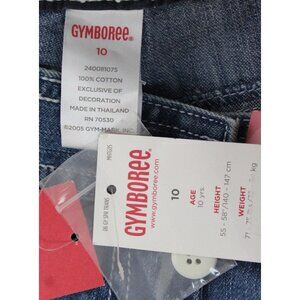 GYMBOREE
10
240081075
100% COTTON
EXCLUSIVE OF
DECORATION
MADE IN THAILAND
RN 70530
©2005 GYM-MARK, INC.
GYMBOREE®
www.gymboree.com
10
AGE
10 yrs.
HEIGHT
55 - 58"/140 - 147 cm
WEIGHT
kg